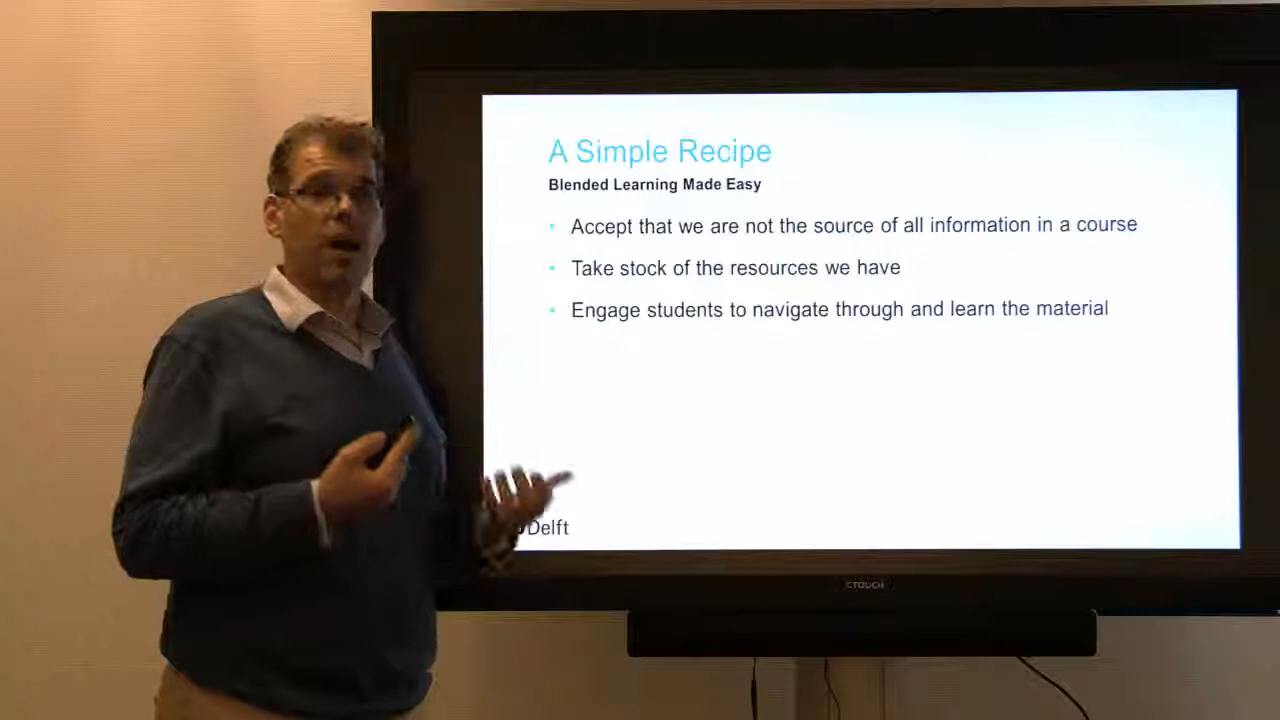 A Simple Recipe
Blended Learning Made Easy
• Accept that we are not the source of all information in a course
• Take stock of the resources we have
• Engage students to navigate through and learn the material
Delft
CTOUCH